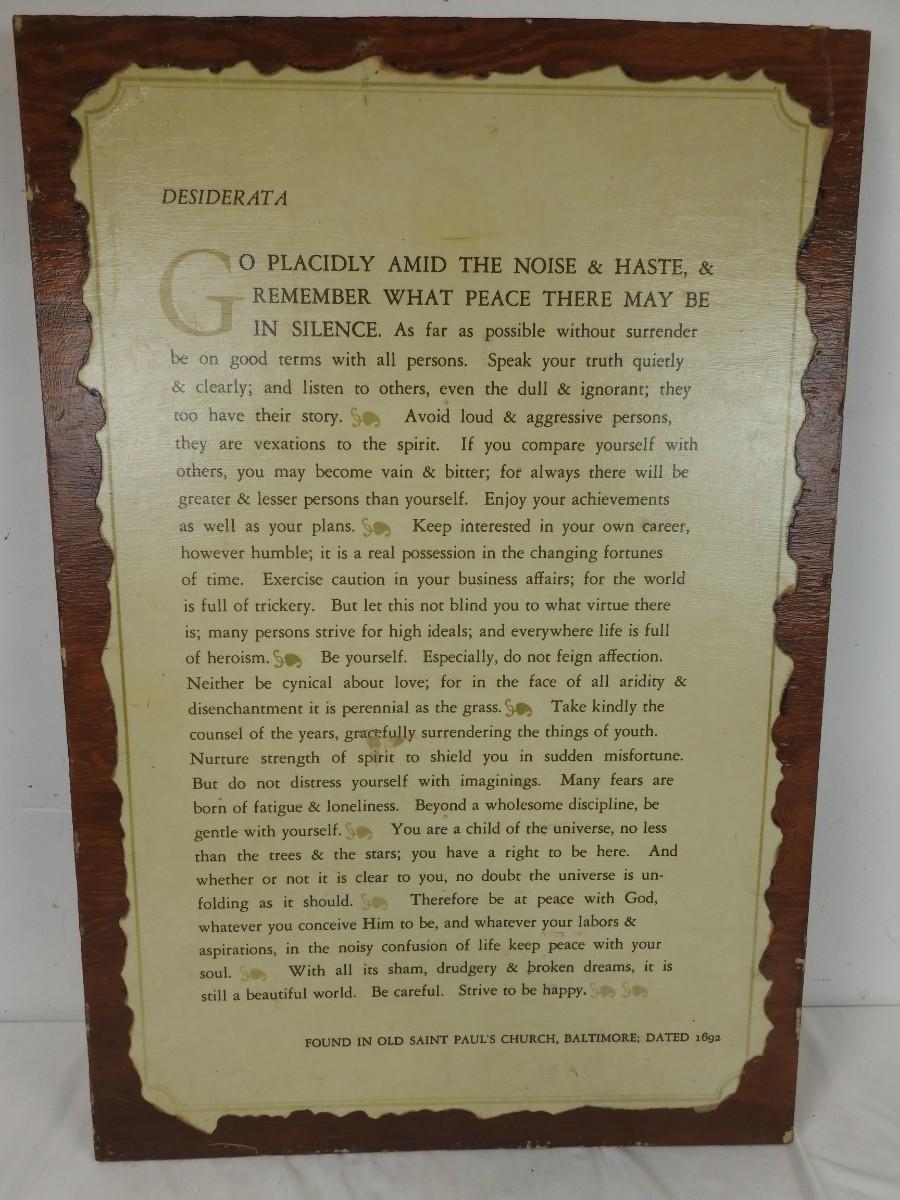 DESIDERATA
GO PLACIDLY AMID THE NOISE & HASTE, &
REMEMBER WHAT PEACE THERE MAY BE
IN SILENCE. As far as possible without surrender
be on good terms with all persons. Speak your truth quietly
& clearly; and listen to others, even the dull & ignorant; they
too have their story. Avoid loud & aggressive persons,
they are vexations to the spirit. If you compare yourself with
others, you may become vain & bitter; for always there will be
greater & lesser persons than yourself. Enjoy your achievements
as well as your plans. Keep interested in your own career,
however humble; it is a real possession in the changing fortunes
of time. Exercise caution in your business affairs; for the world
is full of trickery. But let this not blind you to what virtue there
is; many persons strive for high ideals; and everywhere life is full
of heroism. Be yourself. Especially, do not feign affection.
Neither be cynical about love; for in the face of all aridity &
disenchantment it is perennial as the grass. Take kindly the
counsel of the years, gracefully surrendering the things of youth.
Nurture strength of spirit to shield you in sudden misfortune.
But do not distress yourself with imaginings. Many fears are
born of fatigue & loneliness. Beyond a wholesome discipline, be
gentle with yourself. You are a child of the universe, no less
than the trees & the stars; you have a right to be here. And
whether or not it is clear to you, no doubt the universe is un-
folding as it should. Therefore be at peace with God,
whatever you conceive Him to be, and whatever your labors &
aspirations, in the noisy confusion of life keep peace with your
soul. With all its sham, drudgery & broken dreams, it is
still a beautiful world. Be careful. Strive to be happy.
FOUND IN OLD SAINT PAUL'S CHURCH, BALTIMORE; DATED 1692